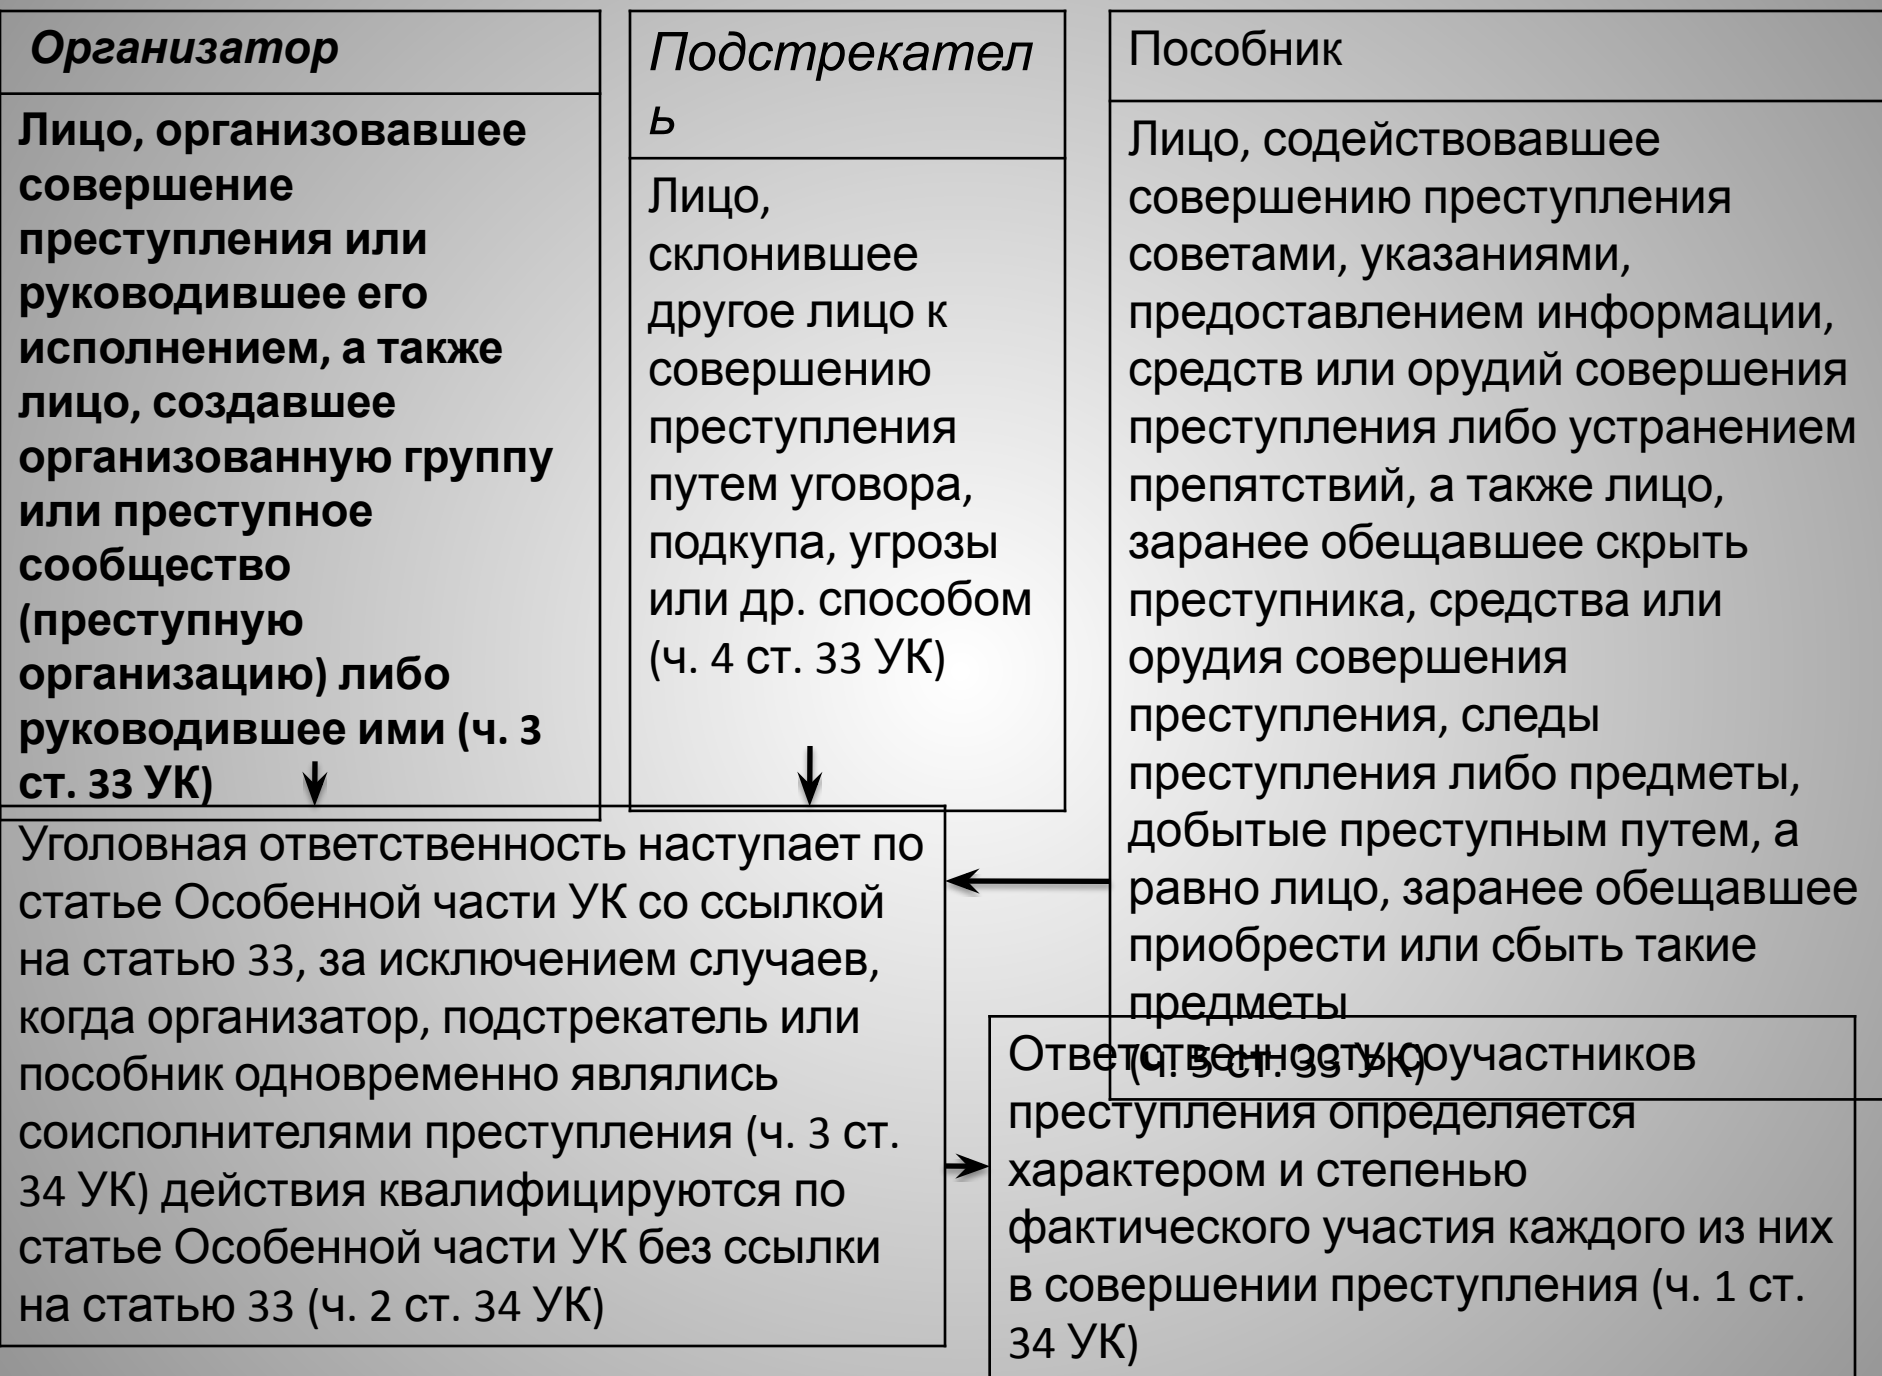 Организатор
Лицо, организовавшее
совершение
преступления или
руководившее его
исполнением, а также
лицо, создавшее
организованную группу
или преступное
сообщество
(преступную
организацию) либо
руководившее ими (ч. 3
ст. 33 УК)
Подстрекател
ь
Лицо,
склонившее
другое лицо к
совершению
преступления
путем уговора,
подкупа, угрозы
или др. способом
(ч. 4 ст. 33 УК)
Пособник
Лицо, содействовавшее
совершению преступления
советами, указаниями,
предоставлением информации,
средств или орудий совершения
преступления либо устранением
препятствий, а также лицо,
заранее обещавшее скрыть
преступника, средства или
орудия совершения
преступления, следы
преступления либо предметы,
добытые преступным путем, а
равно лицо, заранее обещавшее
приобрести или сбыть такие
предметы
(ч. 5 ст. 33 УК)
Уголовная ответственность наступает по
статье Особенной части УК со ссылкой
на статью 33, за исключением случаев,
когда организатор, подстрекатель или
пособник одновременно являлись
соисполнителями преступления (ч. 3 ст.
34 УК) действия квалифицируются по
статье Особенной части УК без ссылки
на статью 33 (ч. 2 ст. 34 УК)
Ответственность соучастников
преступления определяется
характером и степенью
фактического участия каждого из них
в совершении преступления (ч. 1 ст.
34 УК)